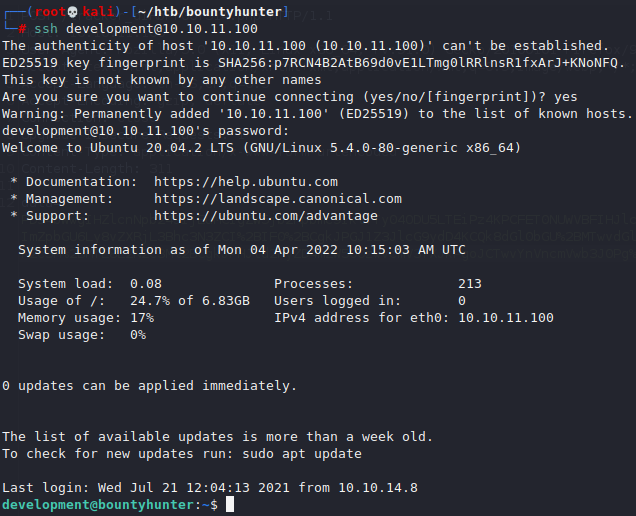 ┌──(root💀kali)-[~/htb/bountyhunter]
└─# ssh development@10.10.11.100
The authenticity of host '10.10.11.100 (10.10.11.100)' can't be established.
ED25519 key fingerprint is SHA256:p7RCN4B2AtB69d0vE1LTmg0lRRlnsR1fxArJ+KNoNFQ.
This key is not known by any other names
Are you sure you want to continue connecting (yes/no/[fingerprint])? yes
Warning: Permanently added '10.10.11.100' (ED25519) to the list of known hosts.
development@10.10.11.100's password:
Welcome to Ubuntu 20.04.2 LTS (GNU/Linux 5.4.0-80-generic x86_64)
* Documentation:  https://help.ubuntu.com
* Management:     https://landscape.canonical.com
* Support:        https://ubuntu.com/advantage
System information as of Mon 04 Apr 2022 10:15:03 AM UTC
System load:  0.08              Processes:             213
Usage of /:   24.7% of 6.83GB   Users logged in:       0
Memory usage: 17%               IPv4 address for eth0: 10.10.11.100
Swap usage:   0%
0 updates can be applied immediately.
The list of available updates is more than a week old.
To check for new updates run: sudo apt update
Last login: Wed Jul 21 12:04:13 2021 from 10.10.14.8
development@bountyhunter:~$